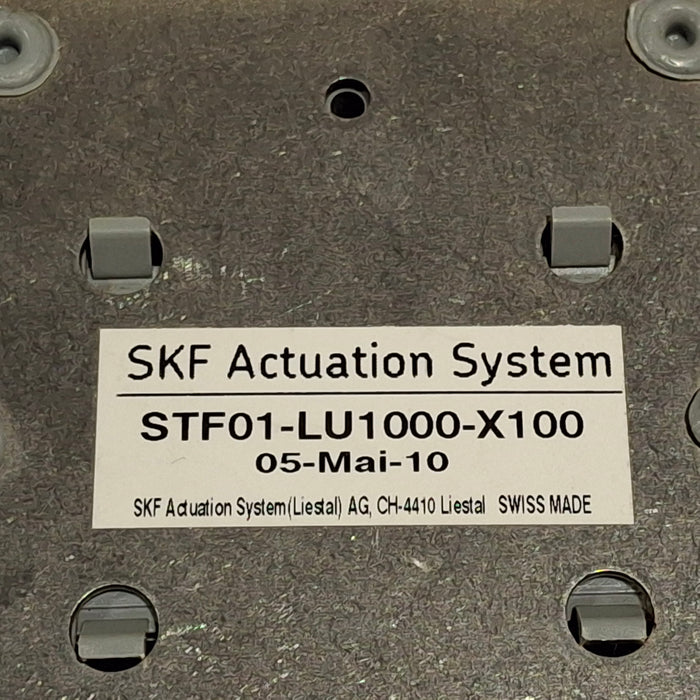 SKF Actuation System
STF01-LU1000-X100
05-Mai-10
SKF Actuation System(Liestal) AG, CH-4410 Liestal SWISS MADE